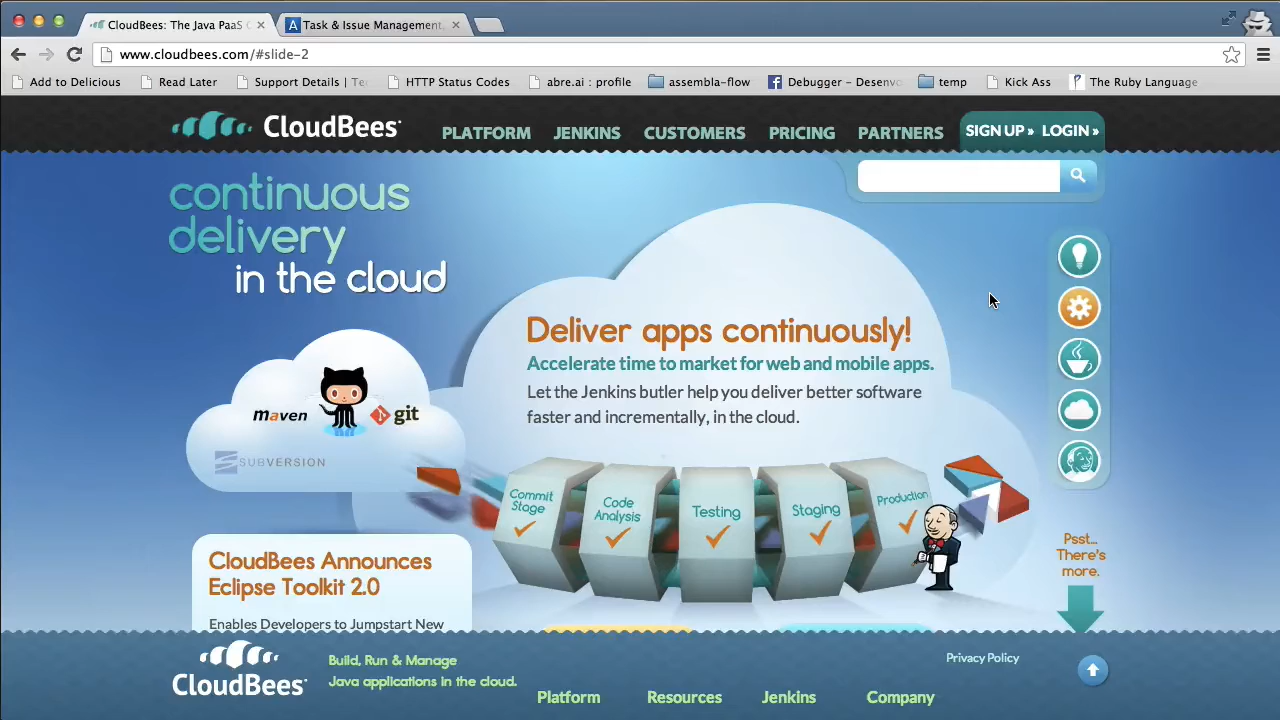 CloudBees: The Java PaaS C
Task & Issue Management.
www.cloudbees.com/#slide-2
Add to Delicious
Read Later
Support Details | Te
HTTP Status Codes
abre.ai : profile
assembla-flow
Debugger – Desenvo
temp
Kick Ass
The Ruby Language
CloudBees
PLATFORM
JENKINS
CUSTOMERS
PRICING
PARTNERS
SIGN UP »
LOGIN »
continuous
delivery
in the cloud
Deliver apps continuously!
Accelerate time to market for web and mobile apps.
Let the Jenkins butler help you deliver better software
faster and incrementally, in the cloud.
maven
git
SUBVERSION
Commit
Stage
Code
Analysis
Testing
Staging
Production
CloudBees Announces
Eclipse Toolkit 2.0
Enables Developers to Jumpstart New
Psst...
There's
more.
CloudBees
Build, Run & Manage
Java applications in the cloud.
Privacy Policy
Platform
Resources
Jenkins
Company